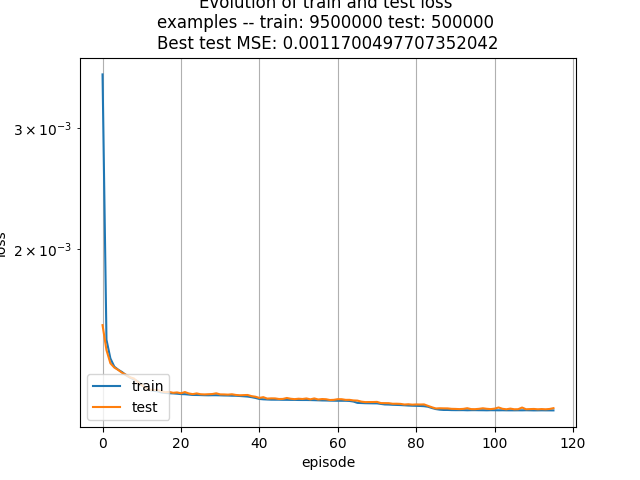 Evolution of train and test loss
examples -- train: 9500000 test: 500000
Best test MSE: 0.0011700497707352042
3 × 10⁻³
2 × 10⁻³
loss
train
test
0 20 40 60 80 100 120
episode